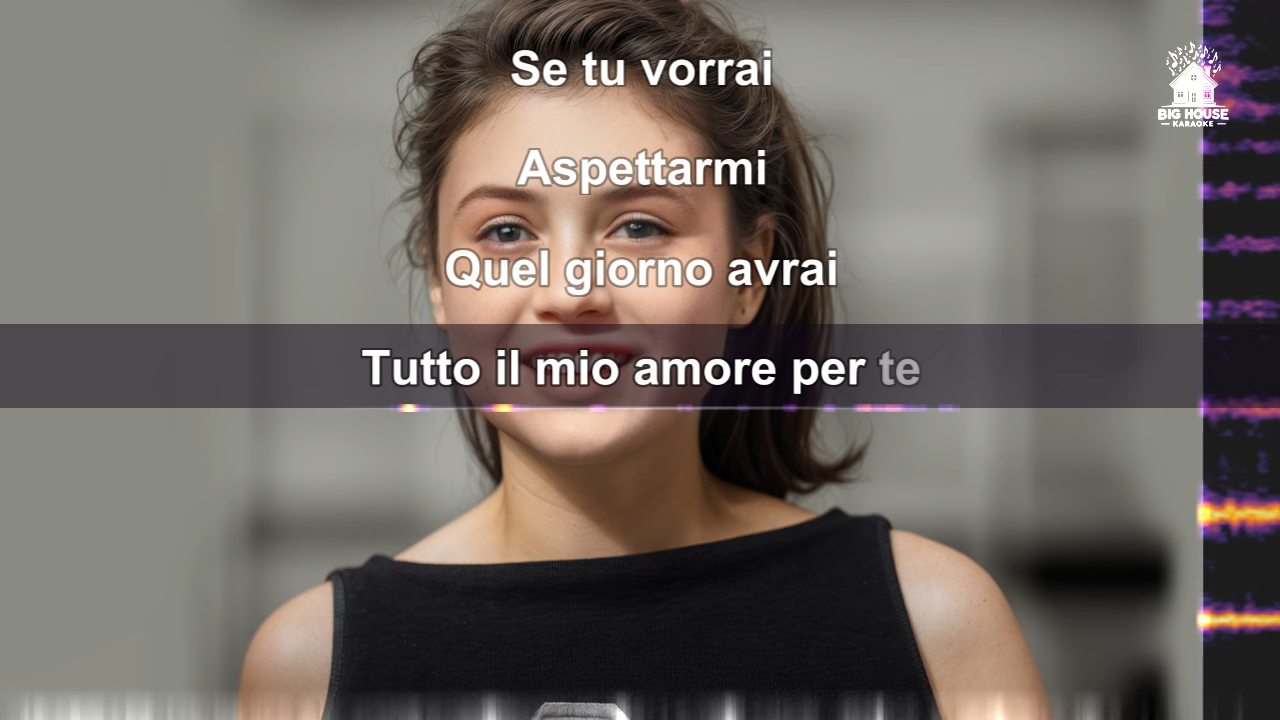 Se tu vorrai
BIG HOUSE
KARAOKE
Aspettarmi
Quel giorno avrai
Tutto il mio amore per te